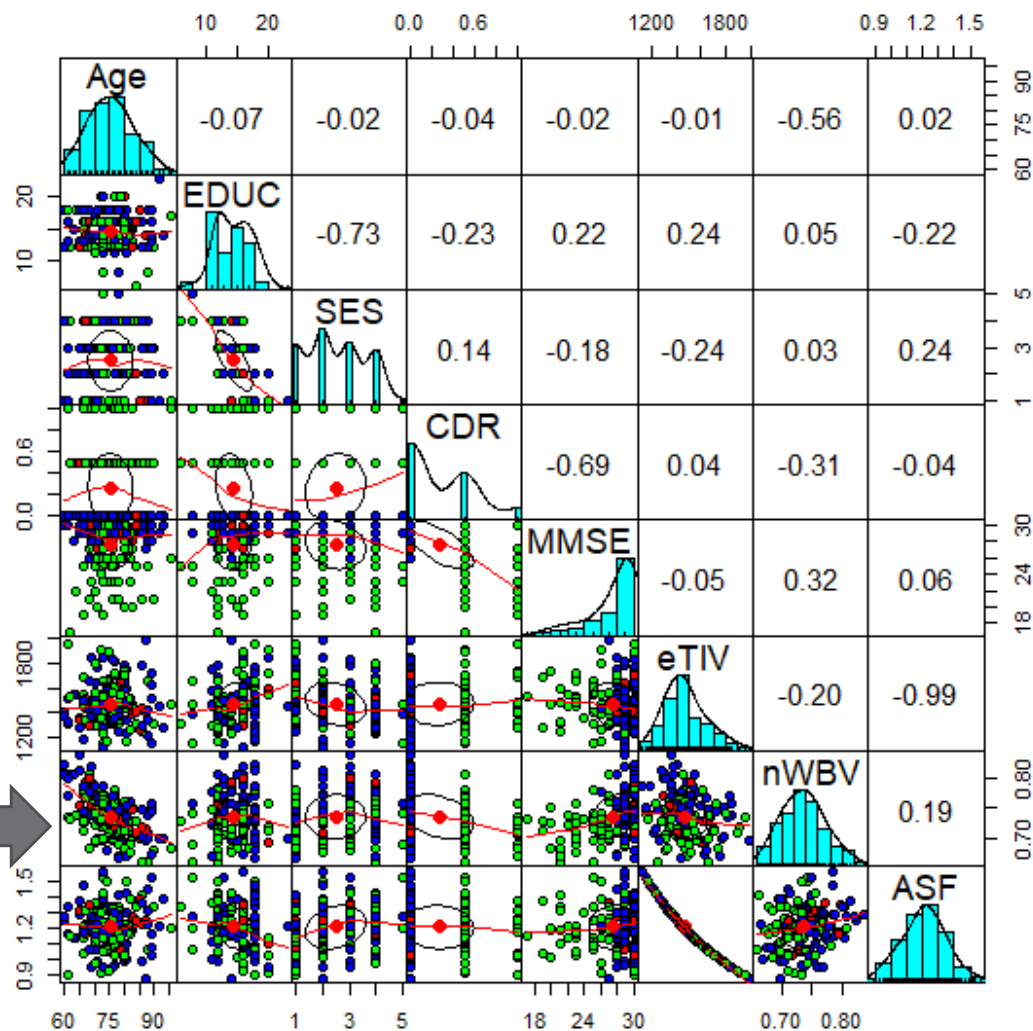 10 20 0.0 0.6 1200 1800 0.9 1.2 1.5
Age -0.07 -0.02 -0.04 -0.02 -0.01 -0.56 0.02 60 75 90
10 20 EDUC -0.73 -0.23 0.22 0.24 0.05 -0.22
SES 0.14 -0.18 -0.24 0.03 0.24 1 3 5
0.0 0.6 CDR -0.69 0.04 -0.31 -0.04
MMSE -0.05 0.32 0.06 18 24 30
1200 1800 eTIV -0.20 -0.99
nWBV 0.19 0.70 0.80
0.9 1.2 1.5 ASF
60 75 90 1 3 5 18 24 30 0.70 0.80